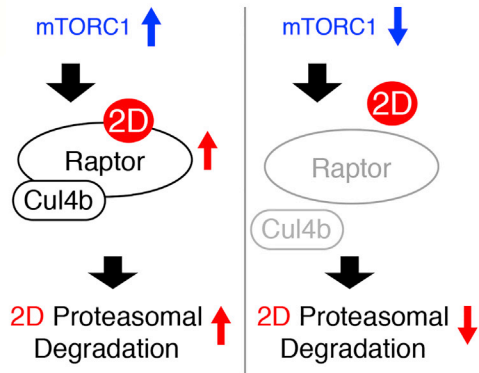 mTORC1
2D
Raptor
Cul4b
2D Proteasomal
Degradation
mTORC1
2D
Raptor
Cul4b
2D Proteasomal
Degradation